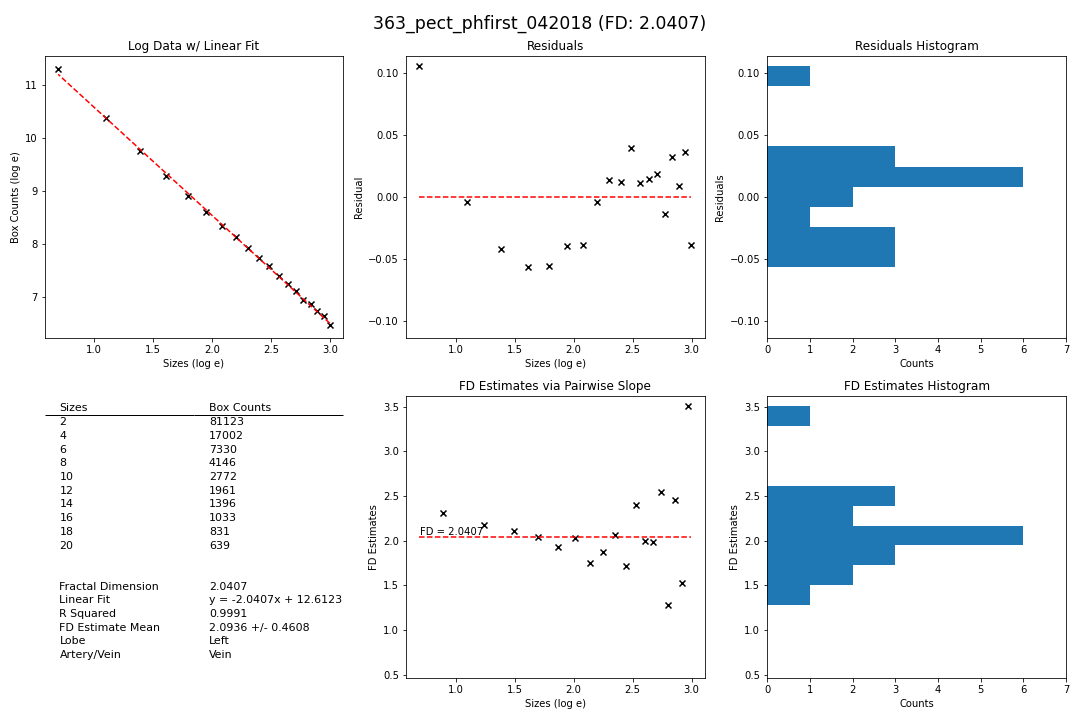 363_pect_phfirst_042018 (FD: 2.0407)
Log Data w/ Linear Fit
Box Counts (log e)
11
10
9
8
7
1.0 1.5 2.0 2.5 3.0
Sizes (log e)
Residuals
Residual
0.10
0.05
0.00
−0.05
−0.10
1.0 1.5 2.0 2.5 3.0
Sizes (log e)
Residuals Histogram
Residuals
0.10
0.05
0.00
−0.05
−0.10
0 1 2 3 4 5 6 7
Counts
Sizes Box Counts
2 81123
4 17002
6 7330
8 4146
10 2772
12 1961
14 1396
16 1033
18 831
20 639
Fractal Dimension 2.0407
Linear Fit y = -2.0407x + 12.6123
R Squared 0.9991
FD Estimate Mean 2.0936 +/- 0.4608
Lobe Left
Artery/Vein Vein
FD Estimates via Pairwise Slope
FD Estimates
3.5
3.0
2.5
2.0
1.5
1.0
0.5
FD = 2.0407
1.0 1.5 2.0 2.5 3.0
Sizes (log e)
FD Estimates Histogram
FD Estimates
3.5
3.0
2.5
2.0
1.5
1.0
0.5
0 1 2 3 4 5 6 7
Counts